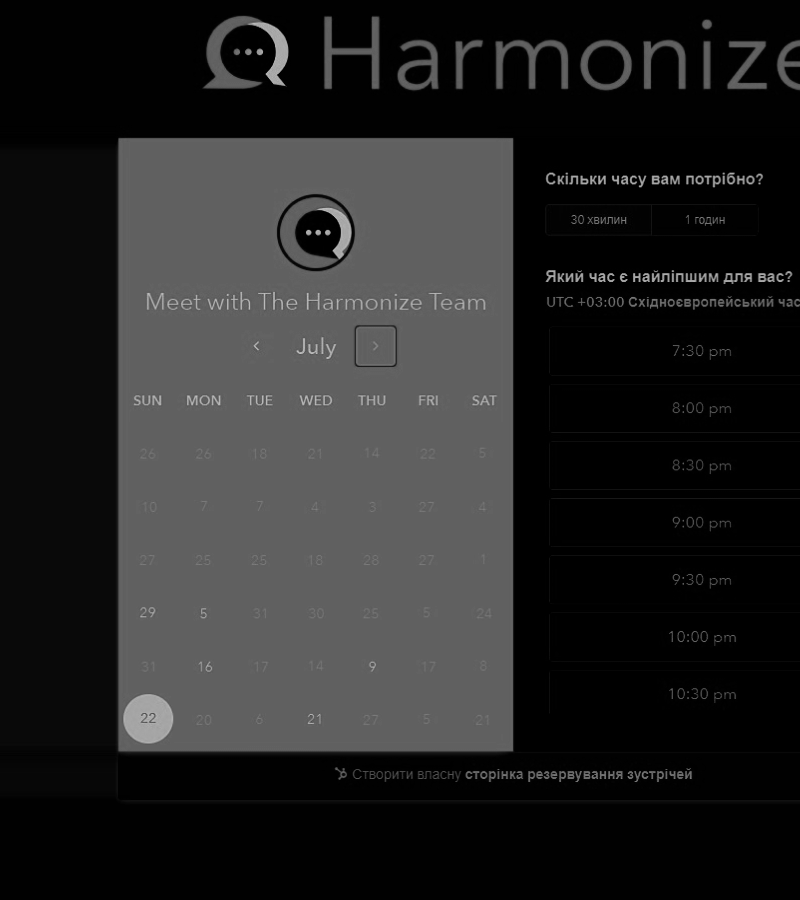 Harmonize
Meet with The Harmonize Team
July
SUN MON TUE WED THU FRI SAT
26 26 18 21 14 22 5
10 7 7 4 3 27 4
27 25 25 18 28 27 1
29 5 31 30 25 5 24
31 16 17 14 9 17 8
22 20 6 21 27 5 21
Скільки часу вам потрібно?
30 хвилин 1 годин
Який час є найліпшим для вас?
UTC +03:00 Східноєвропейський час
7:30 pm
8:00 pm
8:30 pm
9:00 pm
9:30 pm
10:00 pm
10:30 pm
Створити власну сторінка резервування зустрічей